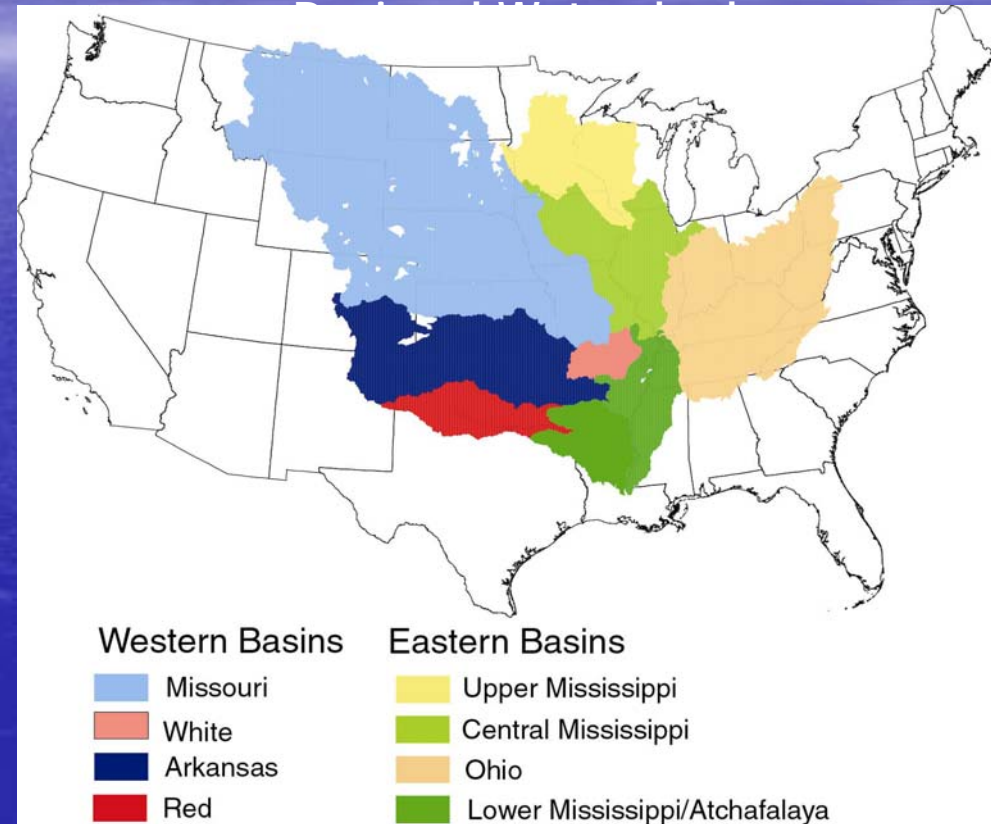 Western Basins
Missouri
White
Arkansas
Red
Eastern Basins
Upper Mississippi
Central Mississippi
Ohio
Lower Mississippi/Atchafalaya